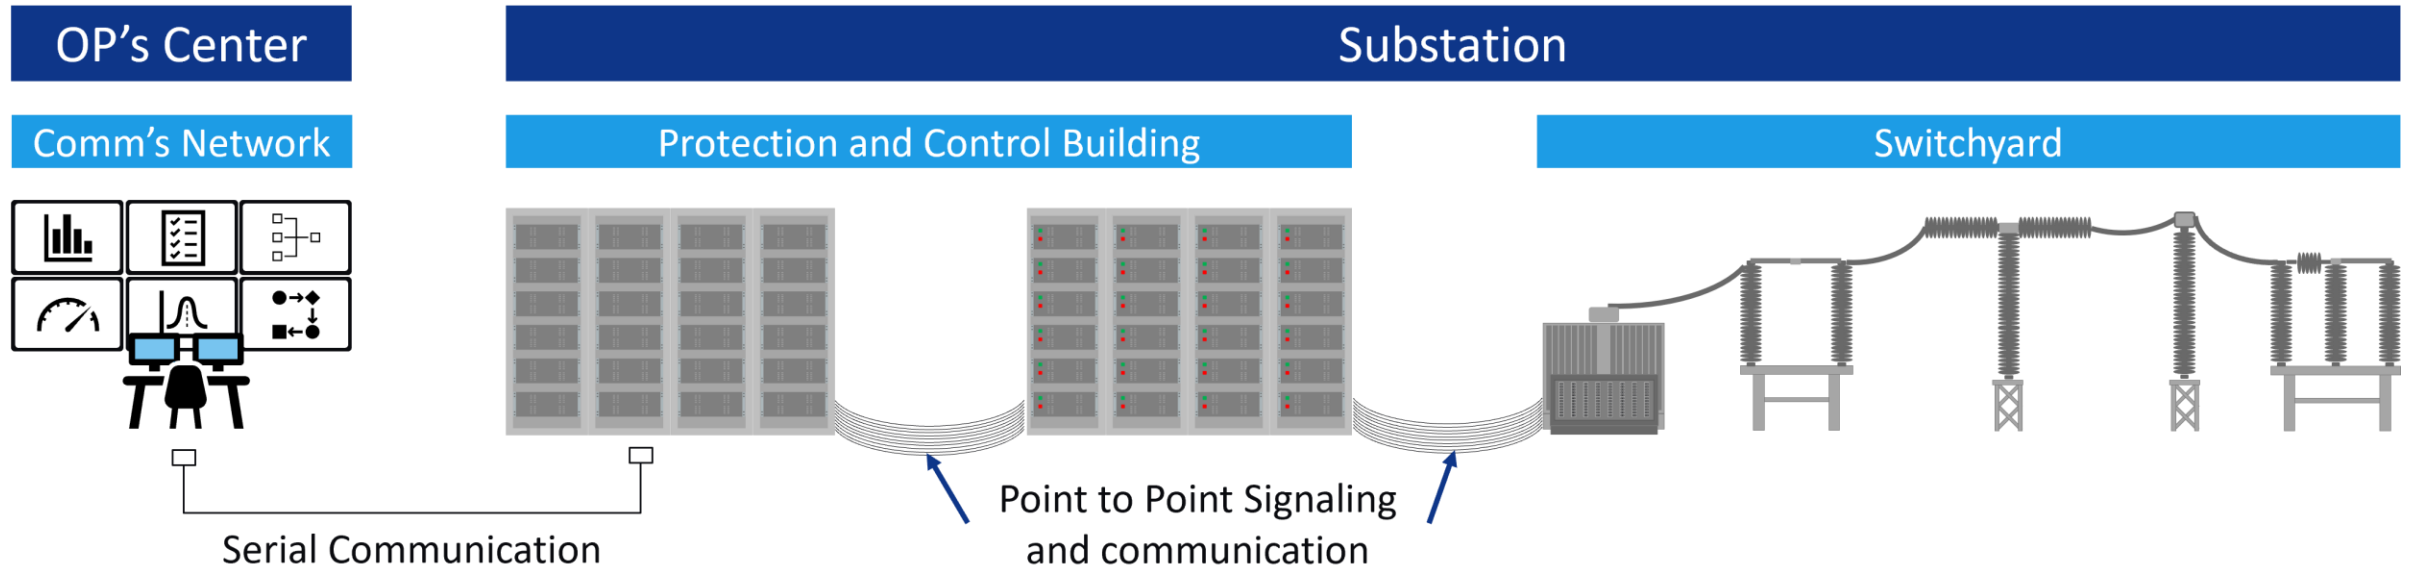 OP’s Center
Substation
Comm’s Network
Protection and Control Building
Switchyard
Serial Communication
Point to Point Signaling
and communication